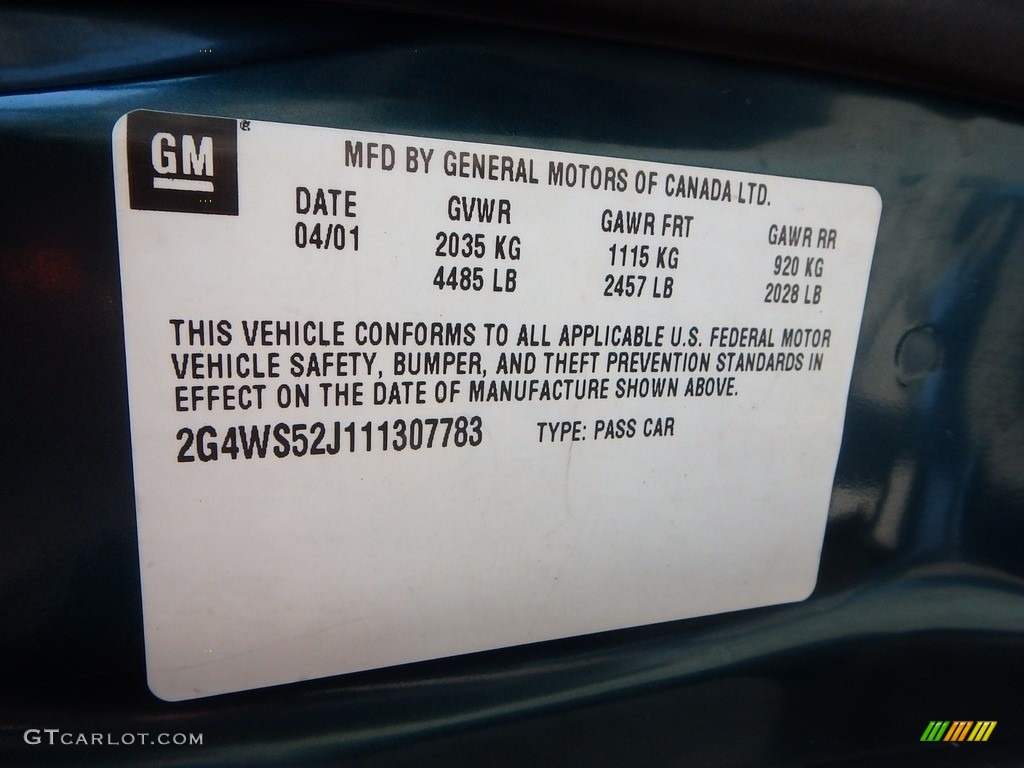 GM
MFD BY GENERAL MOTORS OF CANADA LTD.
DATE GVWR GAWR FRT GAWR RR
04/01 2035 KG 1115 KG 920 KG
4485 LB 2457 LB 2028 LB
THIS VEHICLE CONFORMS TO ALL APPLICABLE U.S. FEDERAL MOTOR
VEHICLE SAFETY, BUMPER, AND THEFT PREVENTION STANDARDS IN
EFFECT ON THE DATE OF MANUFACTURE SHOWN ABOVE.
2G4WS52J111307783 TYPE: PASS CAR
GTCARLOT.COM